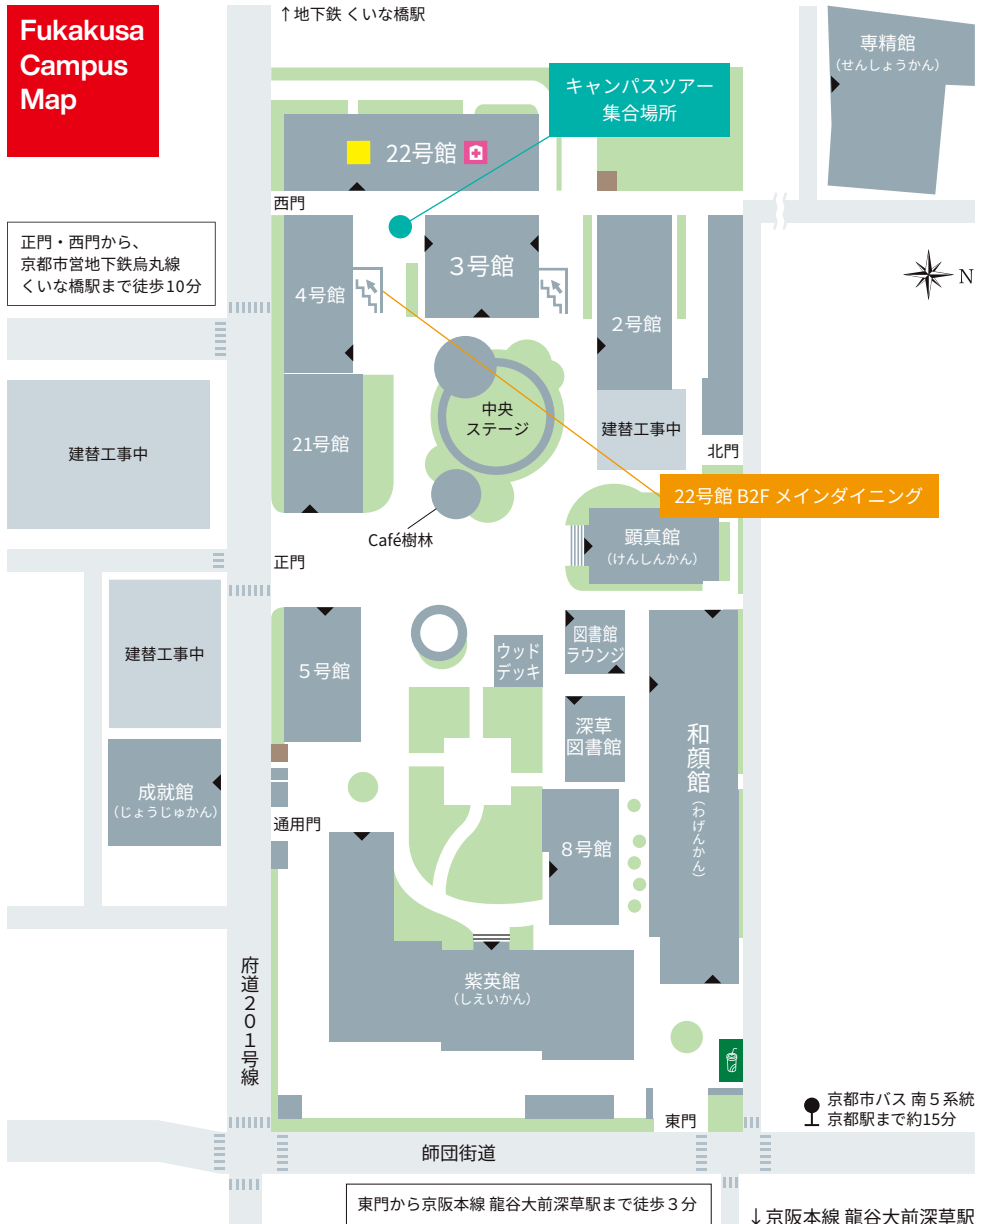 Fukakusa
Campus
Map
↑地下鉄 くいな橋駅
専精館
(せんしょうかん)
キャンパスツアー
集合場所
22号館
西門
正門・西門から、
京都市営地下鉄烏丸線
くいな橋駅まで徒歩10分
3号館
4号館
2号館
N
中央
ステージ
建替工事中
21号館
建替工事中
北門
22号館 B2F メインダイニング
Café樹林
顕真館
(けんしんかん)
正門
建替工事中
5号館
ウッド
デッキ
図書館
ラウンジ
深草
図書館
和顔館
(わげんかん)
成就館
(じょうじゅかん)
通用門
8号館
紫英館
(しえいかん)
府道201号線
東門
京都市バス 南5系統
京都駅まで約15分
師団街道
東門から京阪本線 龍谷大前深草駅まで徒歩3分
↓京阪本線 龍谷大前深草駅